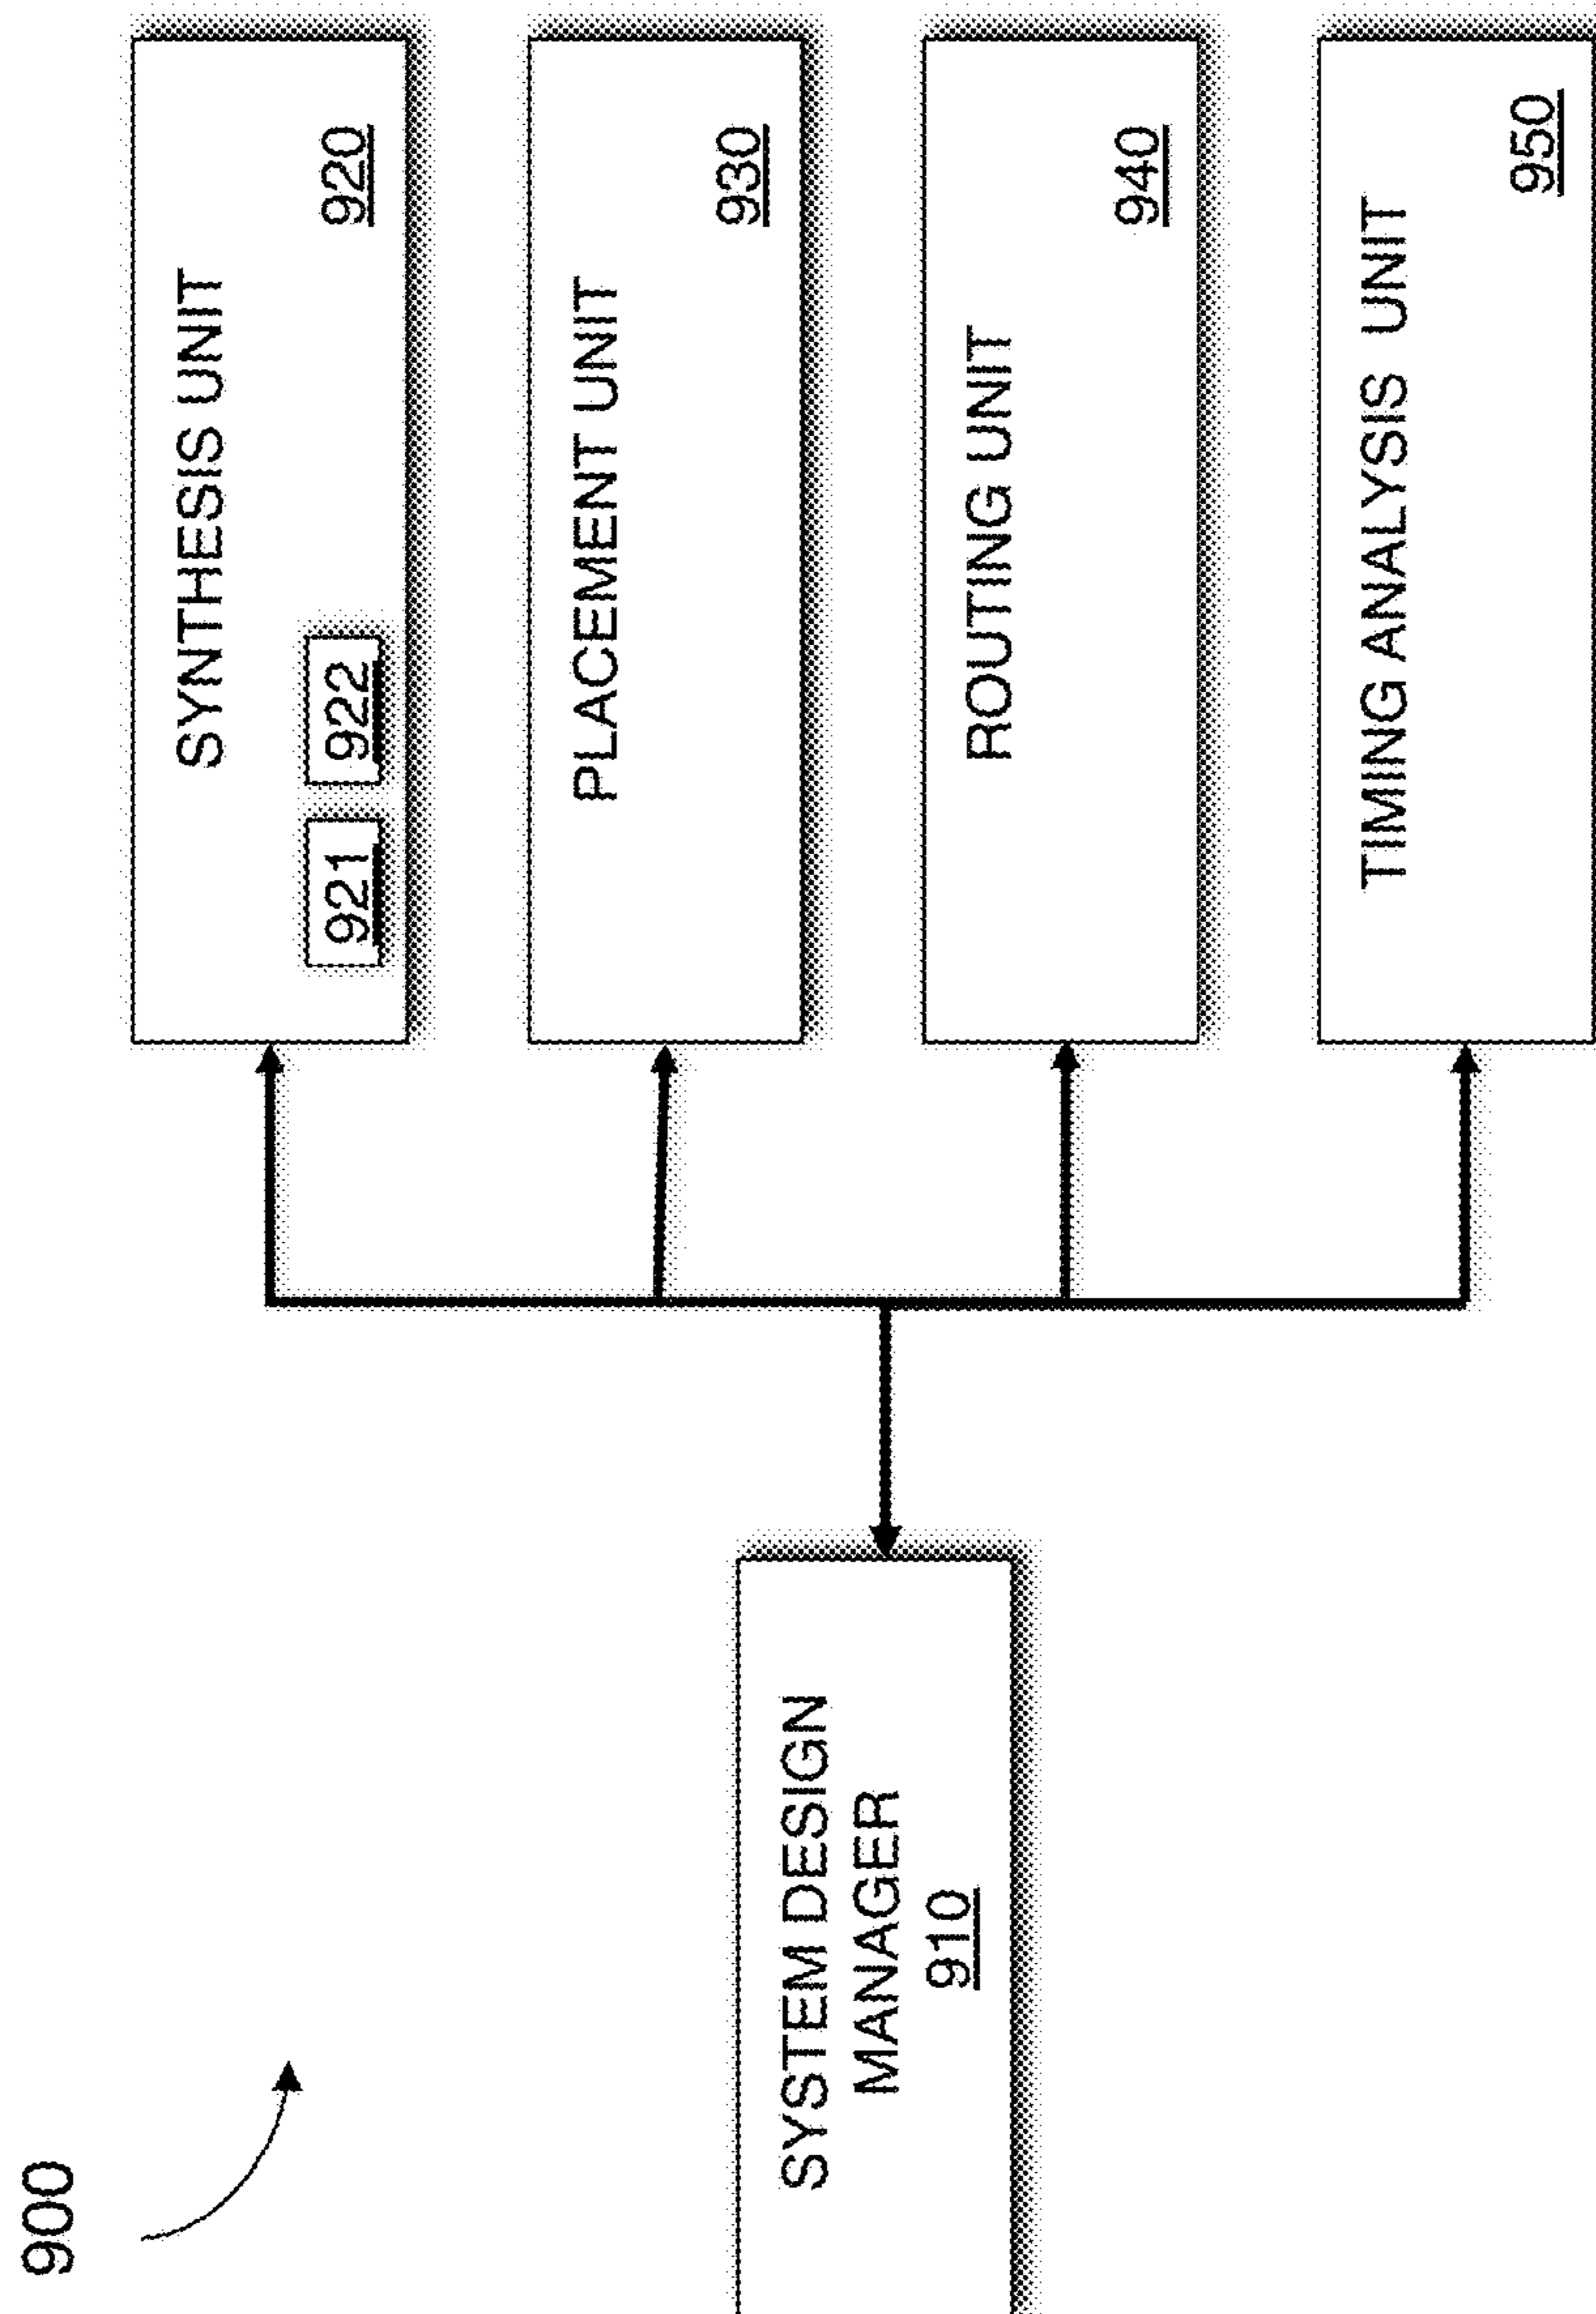 900
SYSTEM DESIGN
MANAGER
910
SYNTHESIS UNIT
921
922
920
PLACEMENT UNIT
930
ROUTING UNIT
940
TIMING ANALYSIS UNIT
950